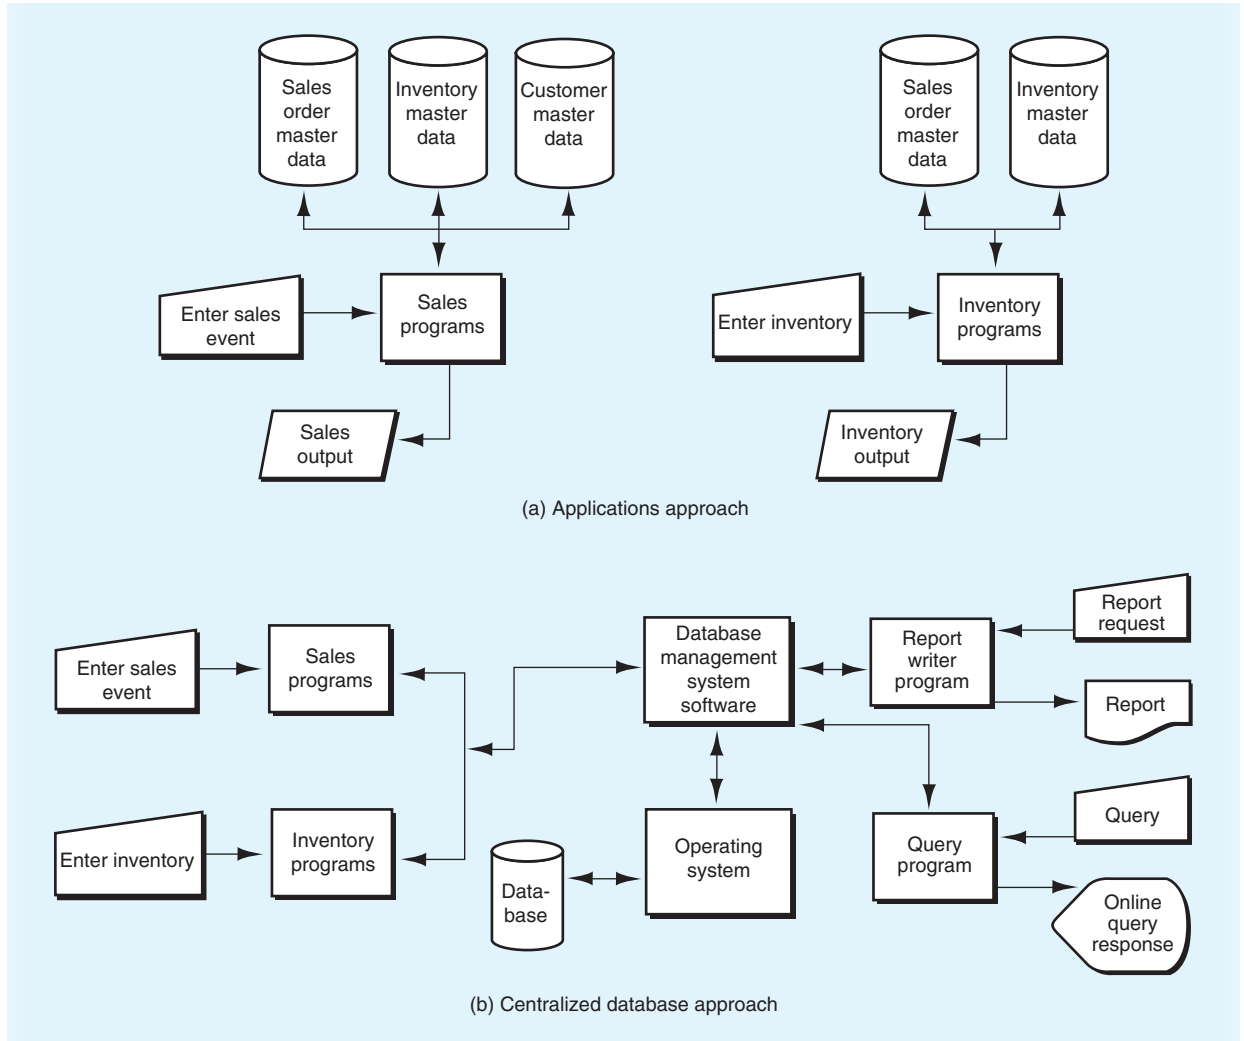 Sales
order
master
data
Inventory
master
data
Customer
master
data
Sales
order
master
data
Inventory
master
data
Enter sales
event
Sales
programs
Enter inventory
Inventory
programs
Sales
output
Inventory
output
(a) Applications approach
Enter sales
event
Sales
programs
Database
management
system
software
Report
writer
program
Report
request
Report
Enter inventory
Inventory
programs
Data-
base
Operating
system
Query
program
Query
Online
query
response
(b) Centralized database approach